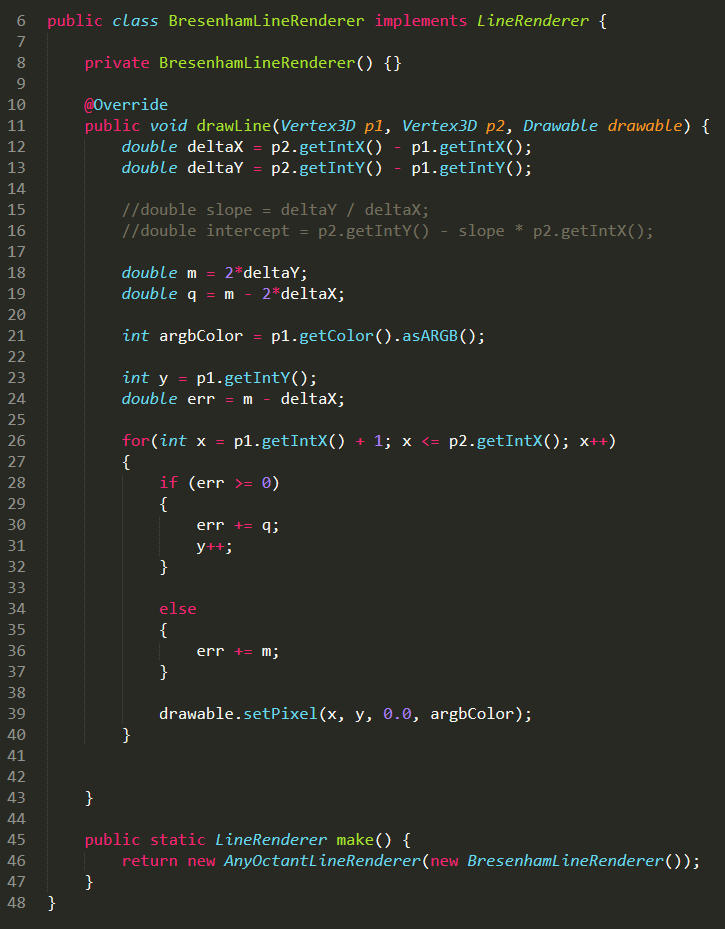 6 public class BresenhamLineRenderer implements LineRenderer {
7
8     private BresenhamLineRenderer() {}
9
10     @Override
11     public void drawLine(Vertex3D p1, Vertex3D p2, Drawable drawable) {
12         double deltaX = p2.getIntX() - p1.getIntX();
13         double deltaY = p2.getIntY() - p1.getIntY();
14
15         //double slope = deltaY / deltaX;
16         //double intercept = p2.getIntY() - slope * p2.getIntX();
17
18         double m = 2*deltaY;
19         double q = m - 2*deltaX;
20
21         int argbColor = p1.getColor().asARGB();
22
23         int y = p1.getIntY();
24         double err = m - deltaX;
25
26         for(int x = p1.getIntX() + 1; x <= p2.getIntX(); x++)
27         {
28             if (err >= 0)
29             {
30                 err += q;
31                 y++;
32             }
33
34             else
35             {
36                 err += m;
37             }
38
39             drawable.setPixel(x, y, 0.0, argbColor);
40         }
41
42
43     }
44
45     public static LineRenderer make() {
46         return new AnyOctantLineRenderer(new BresenhamLineRenderer());
47     }
48 }